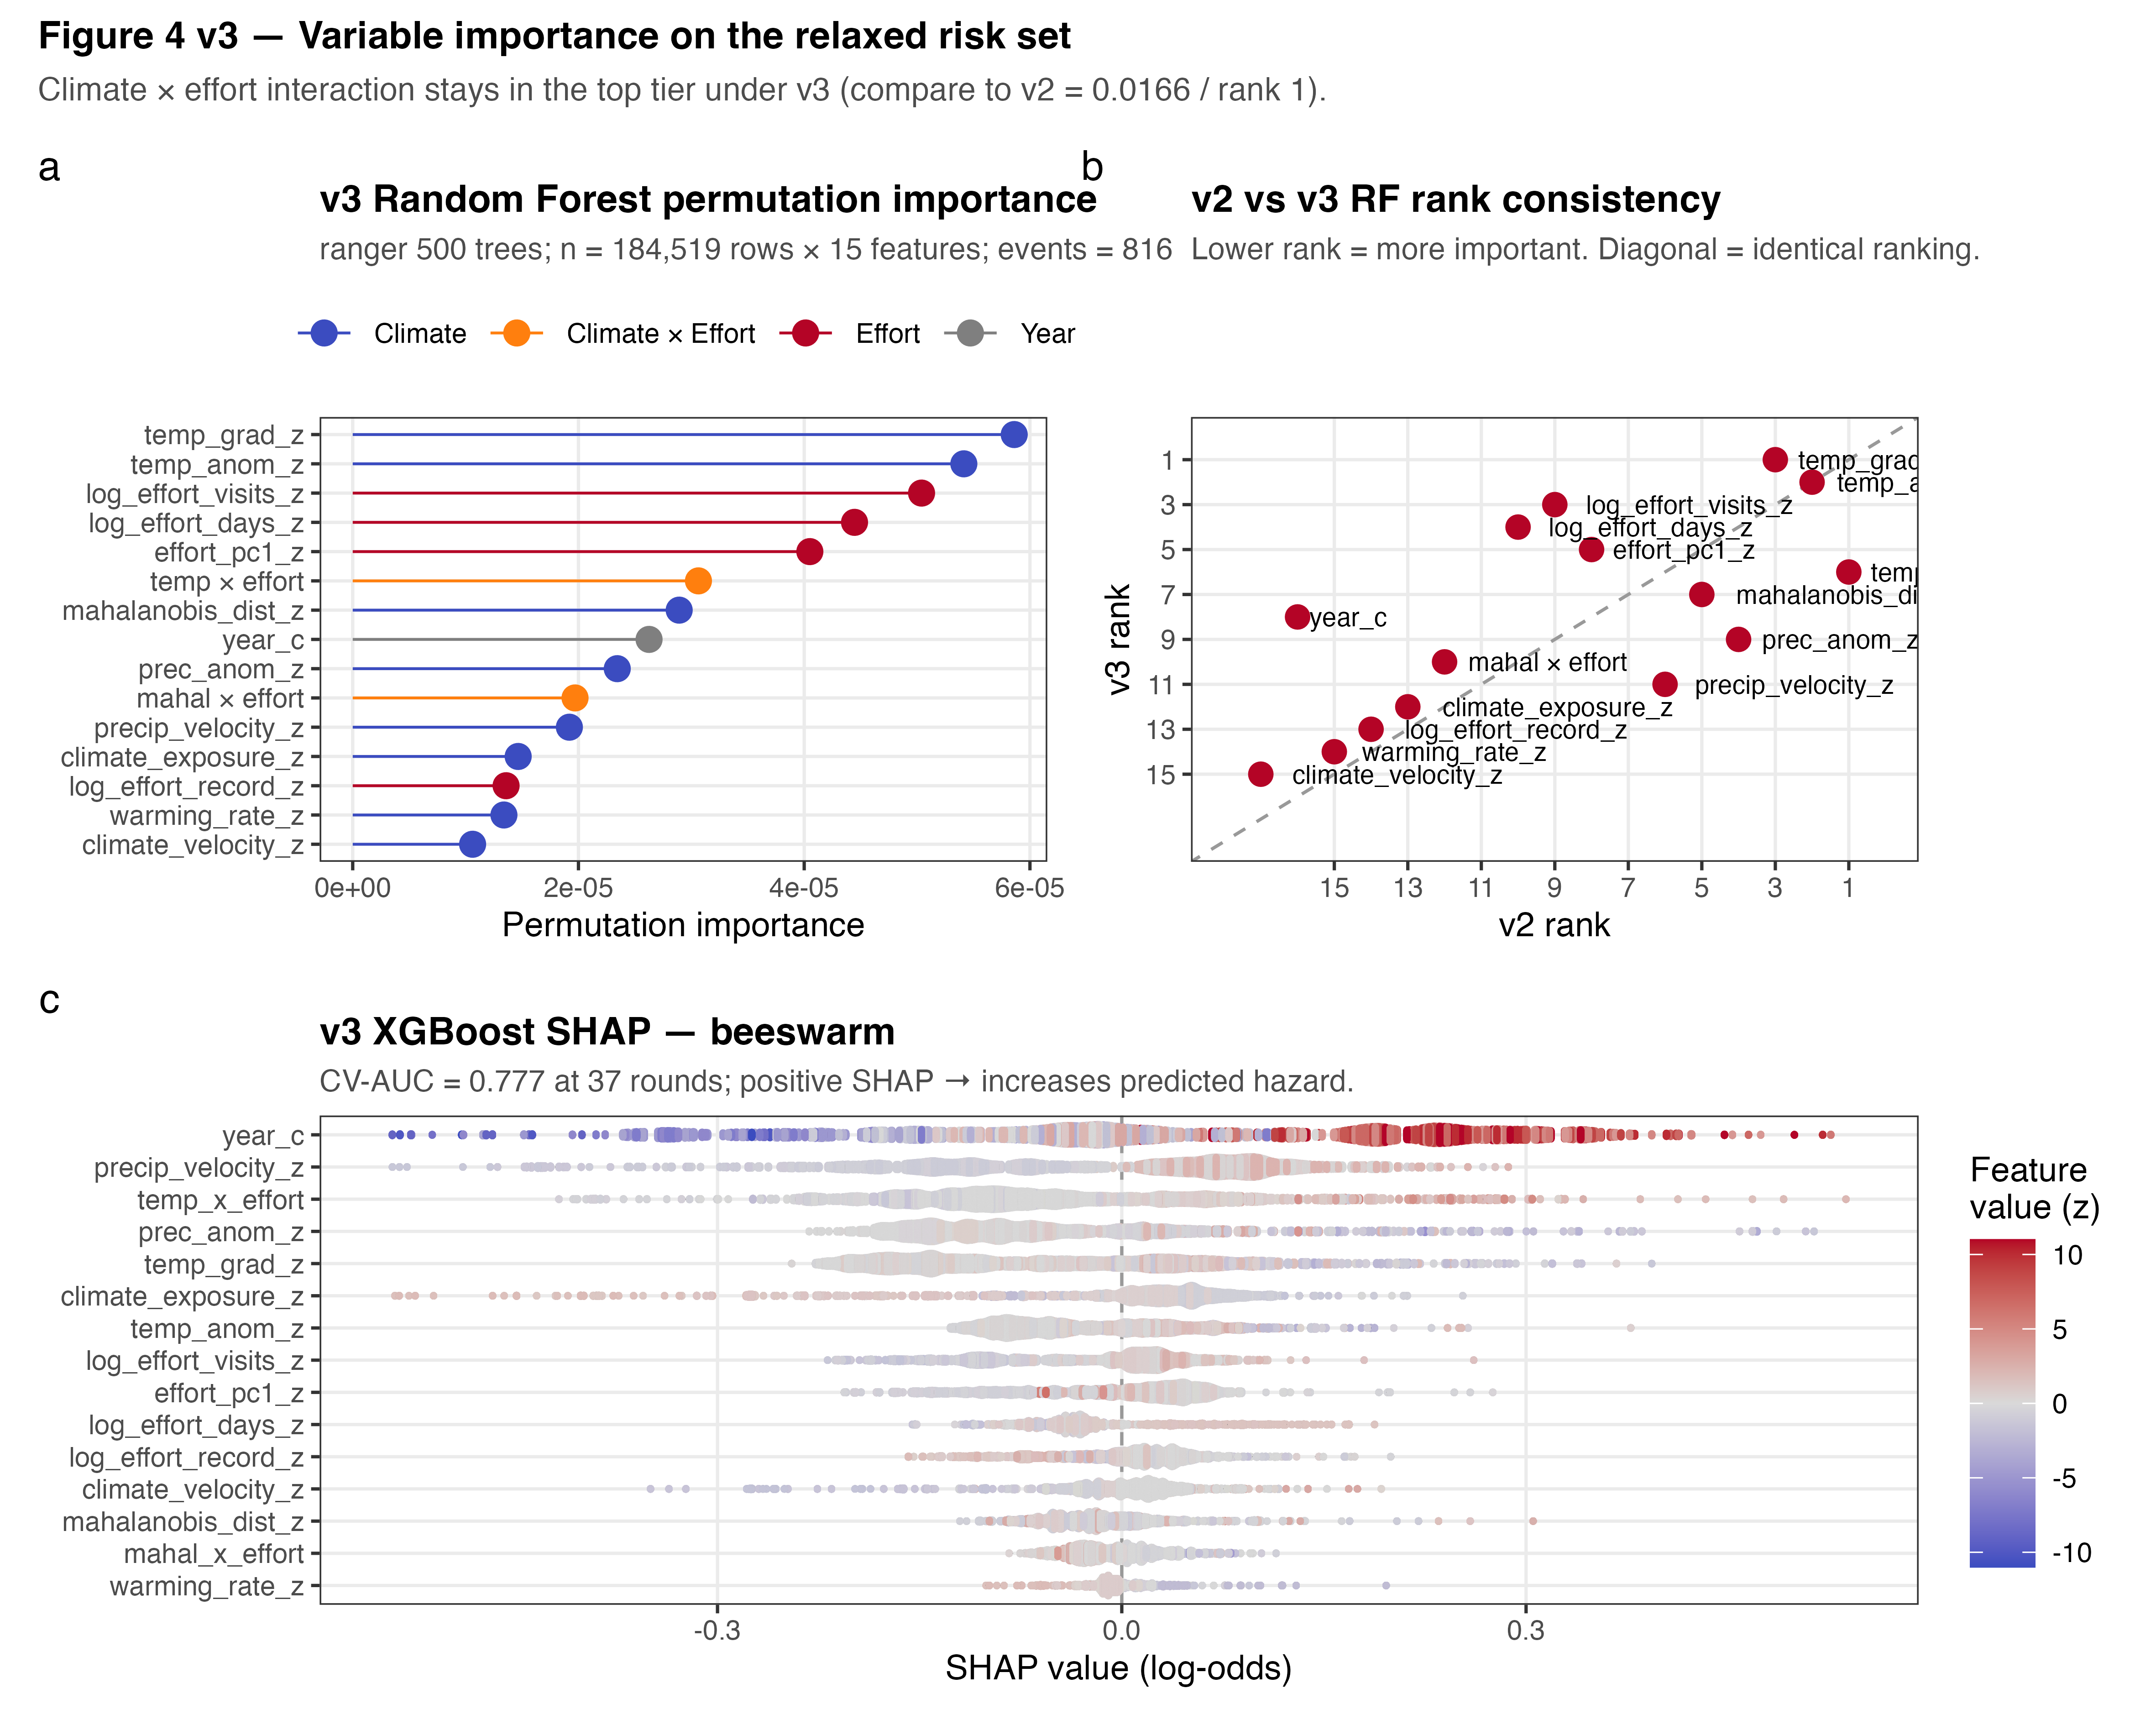 Figure 4 v3 — Variable importance on the relaxed risk set
Climate × effort interaction stays in the top tier under v3 (compare to v2 = 0.0166 / rank 1).
a
v3 Random Forest permutation importance
ranger 500 trees; n = 184,519 rows × 15 features; events = 816
Climate
Climate × Effort
Effort
Year
temp_grad_z
temp_anom_z
log_effort_visits_z
log_effort_days_z
effort_pc1_z
temp × effort
mahalanobis_dist_z
year_c
prec_anom_z
mahal × effort
precip_velocity_z
climate_exposure_z
log_effort_record_z
warming_rate_z
climate_velocity_z
0e+00
2e-05
4e-05
6e-05
Permutation importance
b
v2 vs v3 RF rank consistency
Lower rank = more important. Diagonal = identical ranking.
v3 rank
1
3
5
7
9
11
13
15
temp_grad
temp_a
log_effort_visits_z
log_effort_days_z
effort_pc1_z
temp
mahalanobis_di
year_c
prec_anom_z
mahal × effort
precip_velocity_z
climate_exposure_z
log_effort_record_z
warming_rate_z
climate_velocity_z
15
13
11
9
7
5
3
1
v2 rank
c
v3 XGBoost SHAP — beeswarm
CV-AUC = 0.777 at 37 rounds; positive SHAP → increases predicted hazard.
year_c
precip_velocity_z
temp_x_effort
prec_anom_z
temp_grad_z
climate_exposure_z
temp_anom_z
log_effort_visits_z
effort_pc1_z
log_effort_days_z
log_effort_record_z
climate_velocity_z
mahalanobis_dist_z
mahal_x_effort
warming_rate_z
-0.3
0.0
0.3
SHAP value (log-odds)
Feature
value (z)
10
5
0
-5
-10